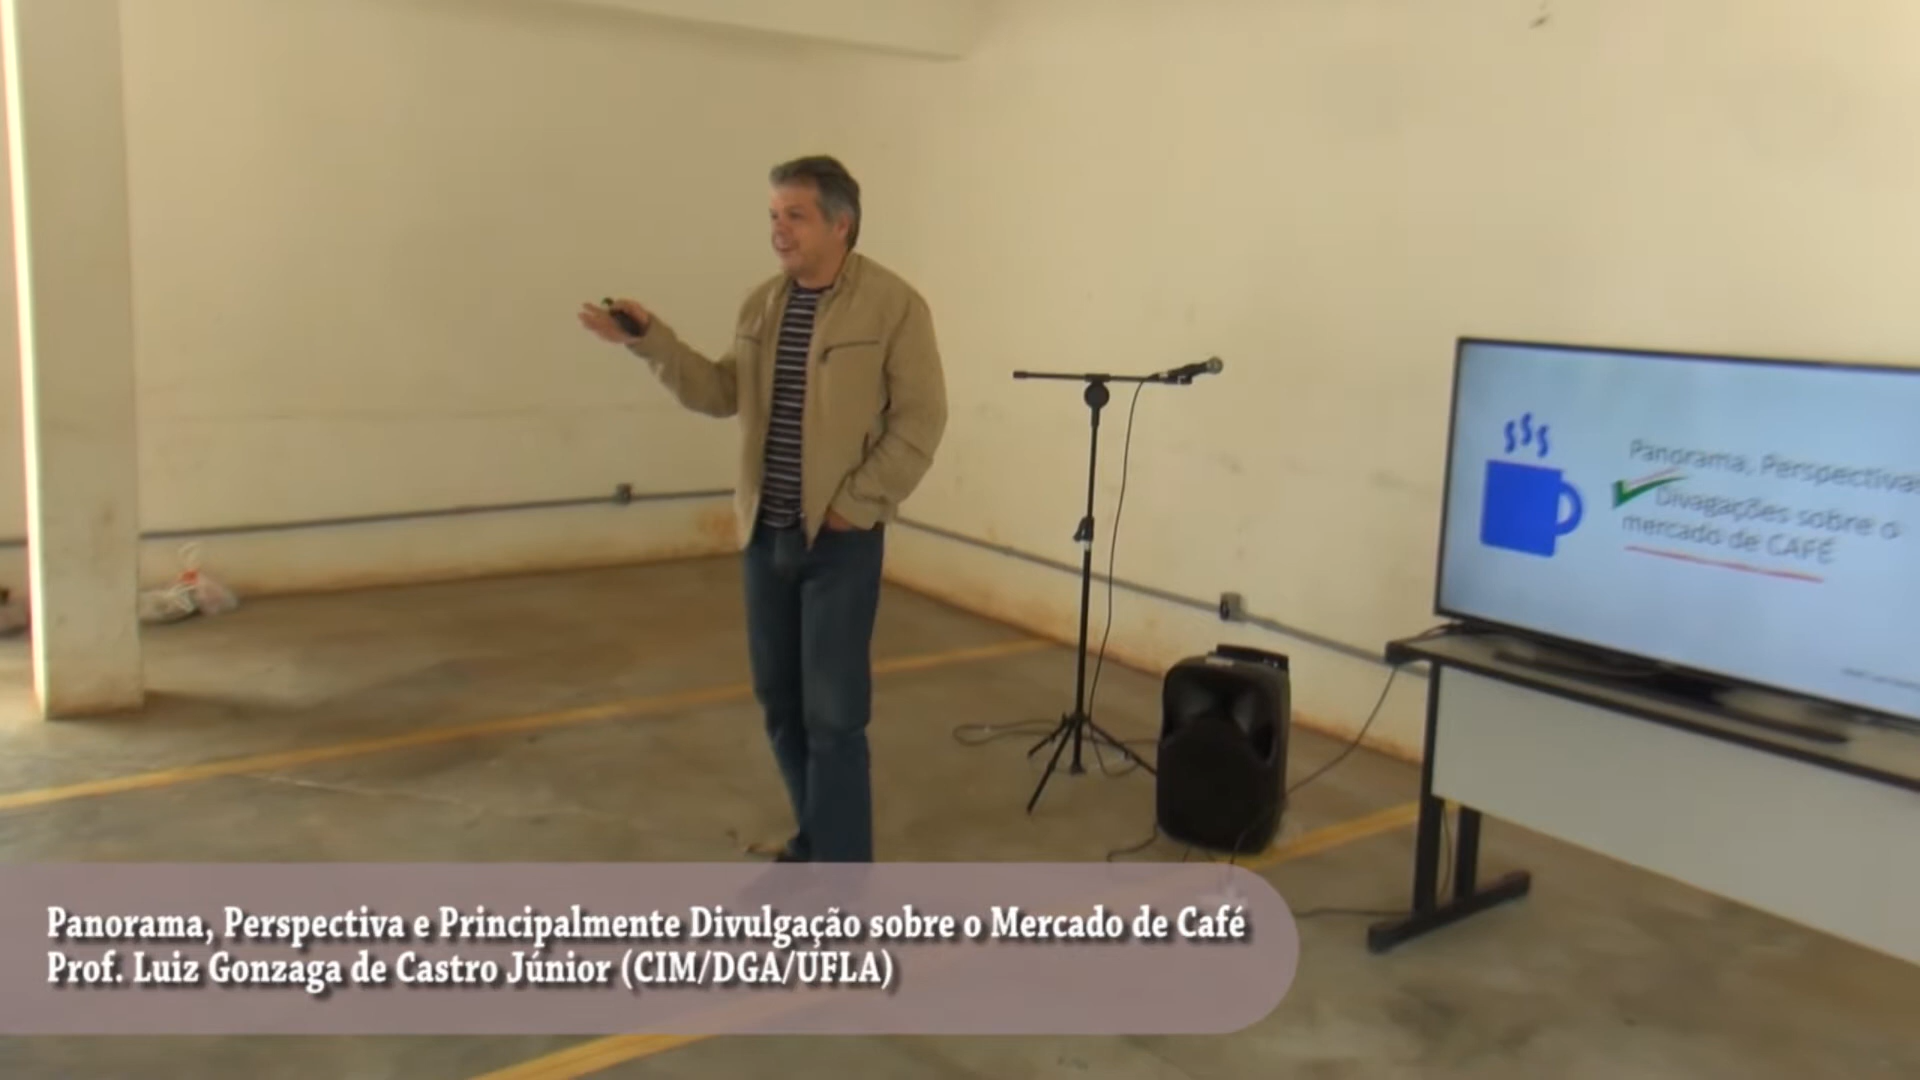 Panorama, Perspectivas
Divagações sobre o
mercado de CAFÉ
Panorama, Perspectiva e Principalmente Divulgação sobre o Mercado de Café
Prof. Luiz Gonzaga de Castro Júnior (CIM/DGA/UFLA)